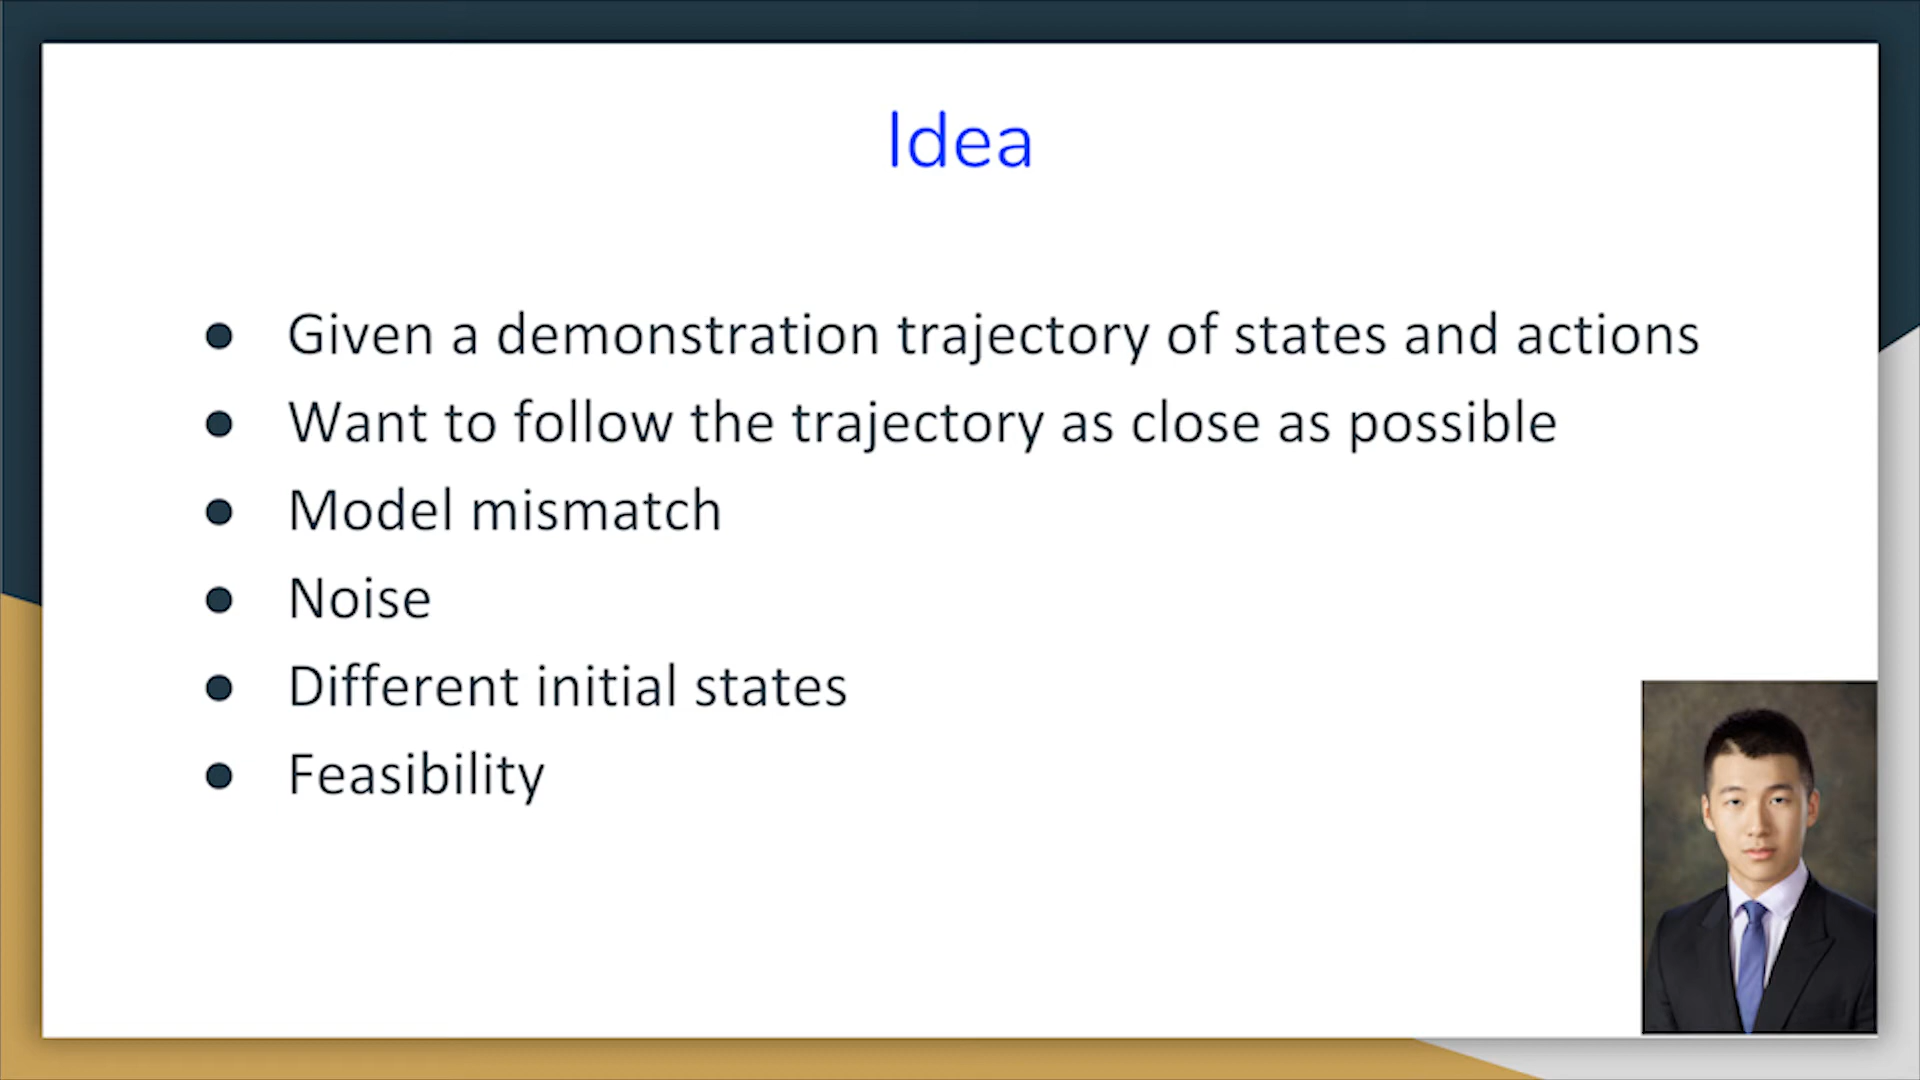 Idea
● Given a demonstration trajectory of states and actions
● Want to follow the trajectory as close as possible
● Model mismatch
● Noise
● Different initial states
● Feasibility